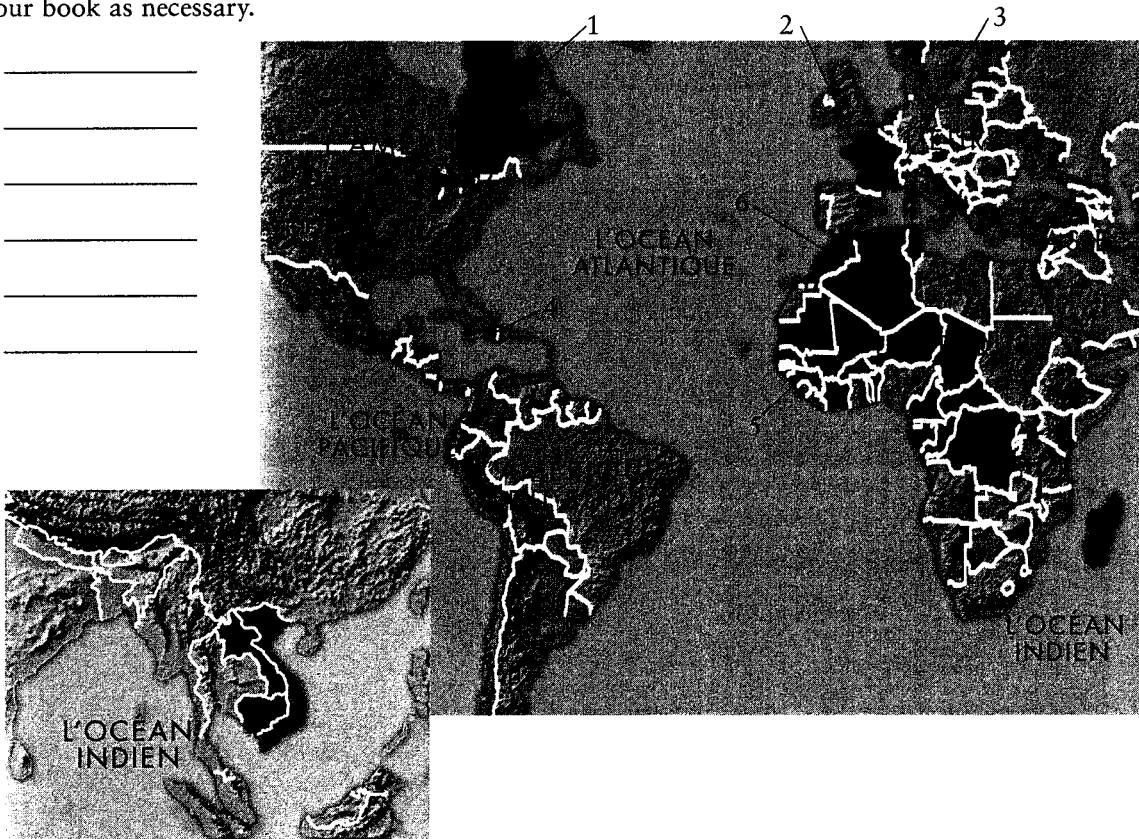 our book as necessary.
1
2
3
6
L'OCÉAN
ATLANTIQUE
4
5
L'OCÉAN
PACIFIQUE
L'OCÉAN
INDIEN
L'OCÉAN
INDIEN